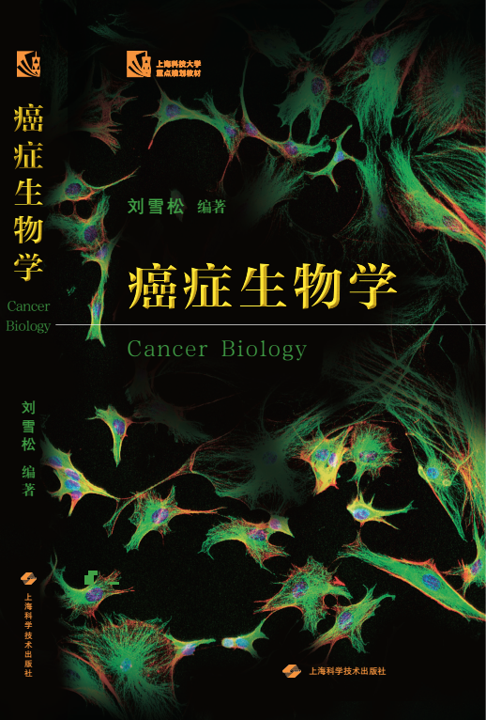 癌症生物学
Cancer
Biology
刘雪松 编著
上海科学技术出版社
上海科技大学
重点规划教材
刘雪松 编著
癌症生物学
Cancer Biology
上海科学技术出版社